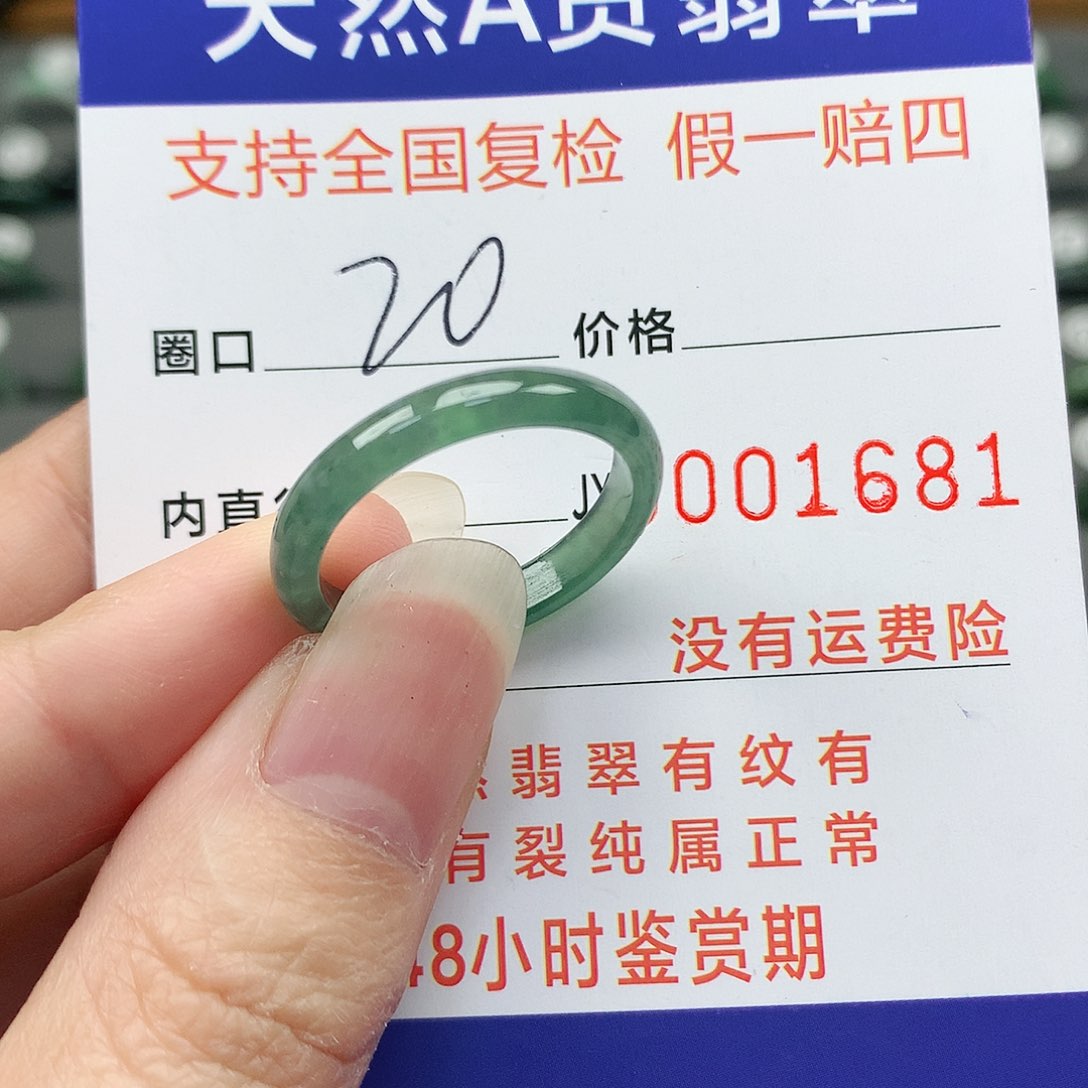 天然A货翡翠
支持全国复检 假一赔四
圈口 20 价格
内直 J 001681
没有运费险
翡翠有纹有
有裂纯属正常
48小时鉴赏期